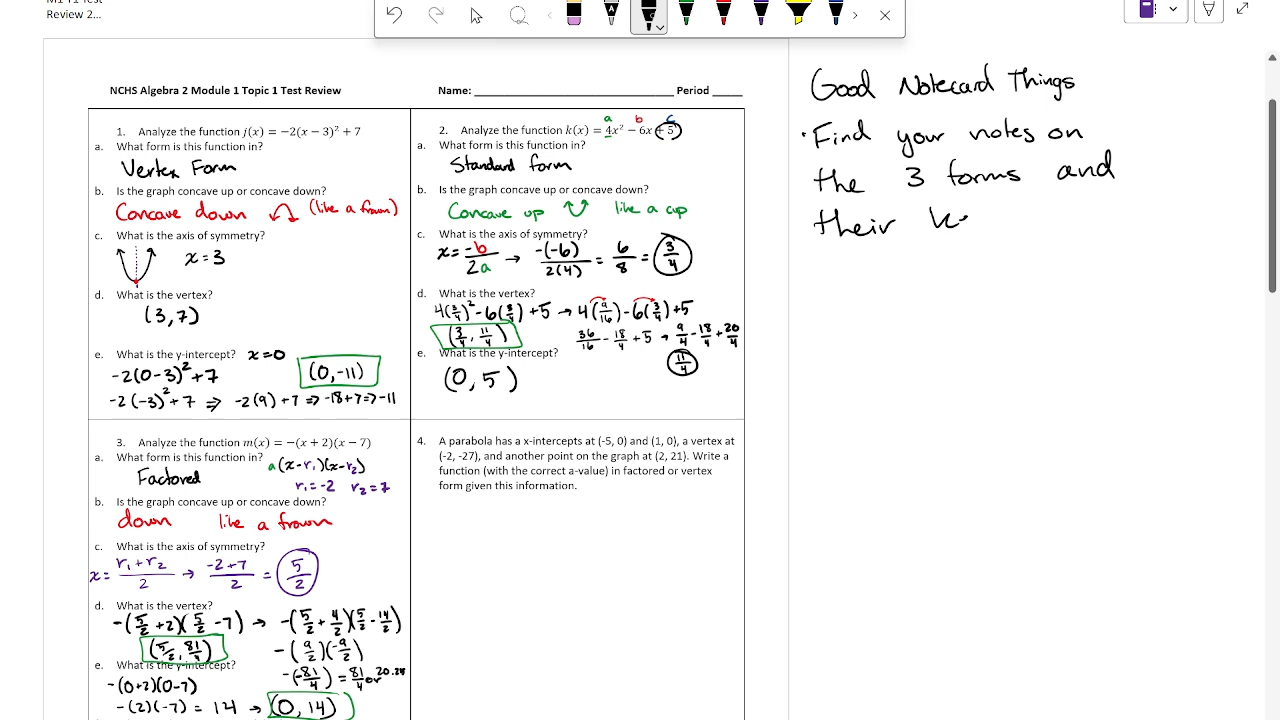 Review 2...
Good Notecard Things
· Find your notes on
the 3 forms and
their k
NCHS Algebra 2 Module 1 Topic 1 Test Review Name: ____________________ Period _____
1. Analyze the function j(x) = −2(x − 3)² + 7
a. What form is this function in?
Vertex Form
b. Is the graph concave up or concave down?
Concave down (like a frown)
c. What is the axis of symmetry?
x = 3
d. What is the vertex?
(3, 7)
e. What is the y-intercept? x=0
-2(0-3)² + 7 (0, -11)
-2(-3)² + 7 ⇒ -2(9) + 7 ⇒ -18+7 ⇒ -11
a b c
2. Analyze the function k(x) = 4x² − 6x + 5
a. What form is this function in?
Standard form
b. Is the graph concave up or concave down?
Concave up like a cup
c. What is the axis of symmetry?
x = -b/2a → -(-6)/2(4) = 6/8 = 3/4
d. What is the vertex?
4(3/4)² - 6(3/4) + 5 → 4(9/16) - 6(3/4) + 5
(3/4, 11/4) 36/16 - 18/4 + 5 → 9/4 - 18/4 + 20/4
11/4
e. What is the y-intercept?
(0, 5)
3. Analyze the function m(x) = −(x + 2)(x − 7)
a. What form is this function in?
Factored a(x-r₁)(x-r₂)
r₁ = -2 r₂ = 7
b. Is the graph concave up or concave down?
down like a frown
c. What is the axis of symmetry?
x = r₁ + r₂/2 → -2+7/2 = 5/2
d. What is the vertex?
-(5/2 + 2)(5/2 - 7) → -(5/2 + 4/2)(5/2 - 14/2)
(5/2, 81/4) -(9/2)(-9/2)
-(-81/4) = 81/4 or 20.25
e. What is the y-intercept?
-(0+2)(0-7)
-(2)(-7) = 14 → (0, 14)
4. A parabola has a x-intercepts at (-5, 0) and (1, 0), a vertex at
(-2, -27), and another point on the graph at (2, 21). Write a
function (with the correct a-value) in factored or vertex
form given this information.